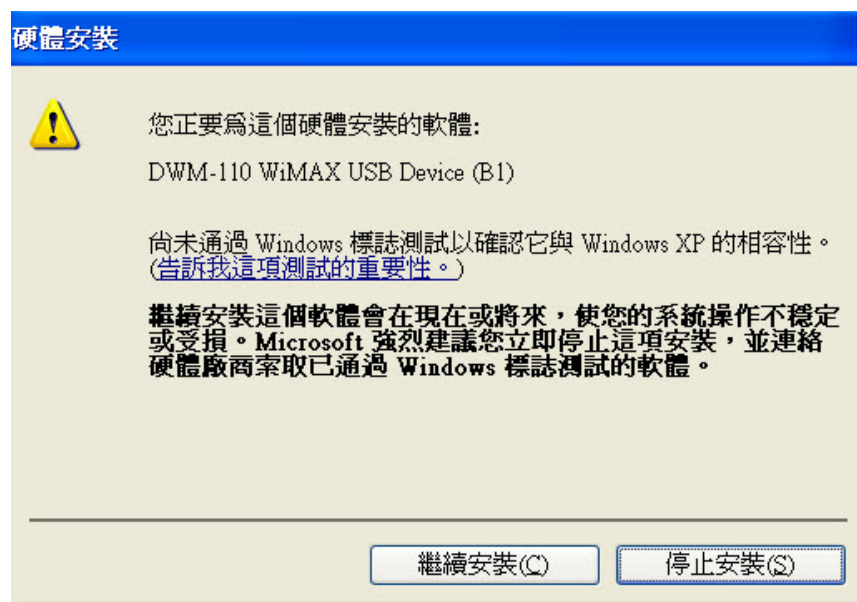 硬體安裝
您正要為這個硬體安裝的軟體:
DWM-110 WiMAX USB Device (B1)
尚未通過 Windows 標誌測試以確認它與 Windows XP 的相容性。
(告訴我這項測試的重要性。)
繼續安裝這個軟體會在現在或將來，使您的系統操作不穩定
或受損。Microsoft 強烈建議您立即停止這項安裝，並連絡
硬體廠商索取已通過 Windows 標誌測試的軟體。
繼續安裝(C)
停止安裝(S)